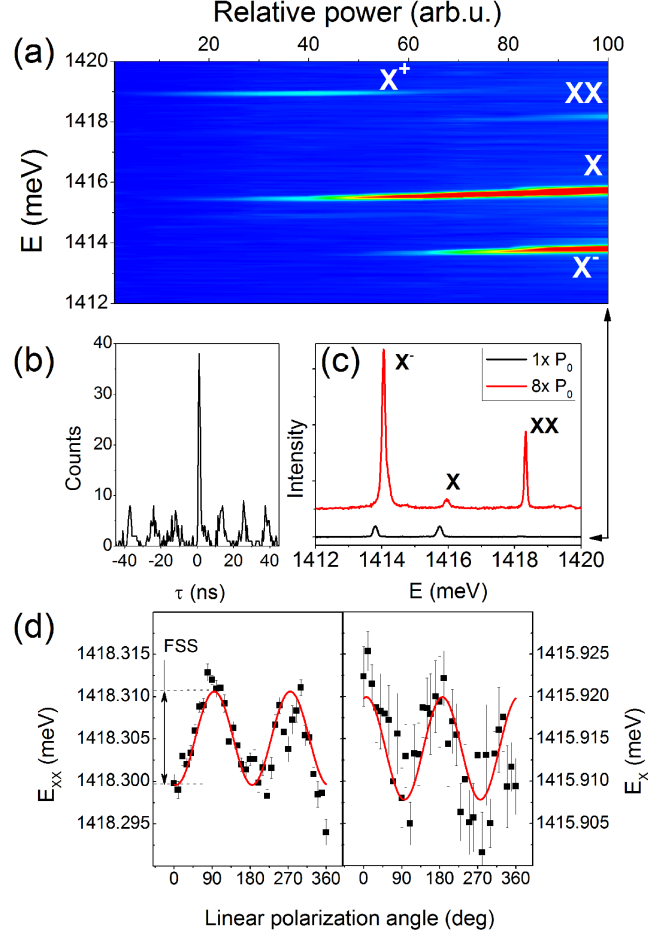 Relative power (arb.u.)
0 20 40 60 80 100
(a)
E (meV)
1420
1418
1416
1414
1412
X+
XX
X
X-
(b)
Counts
40
30
20
10
0
-40 -20 0 20 40
τ (ns)
(c)
Intensity
X-
X
XX
1x P0
8x P0
1412 1414 1416 1418 1420
E (meV)
(d)
FSS
EXX (meV)
1418.315
1418.310
1418.305
1418.300
1418.295
0 90 180 270 360
0 90 180 270 360
1415.925
1415.920
1415.910
1415.905
EX (meV)
Linear polarization angle (deg)